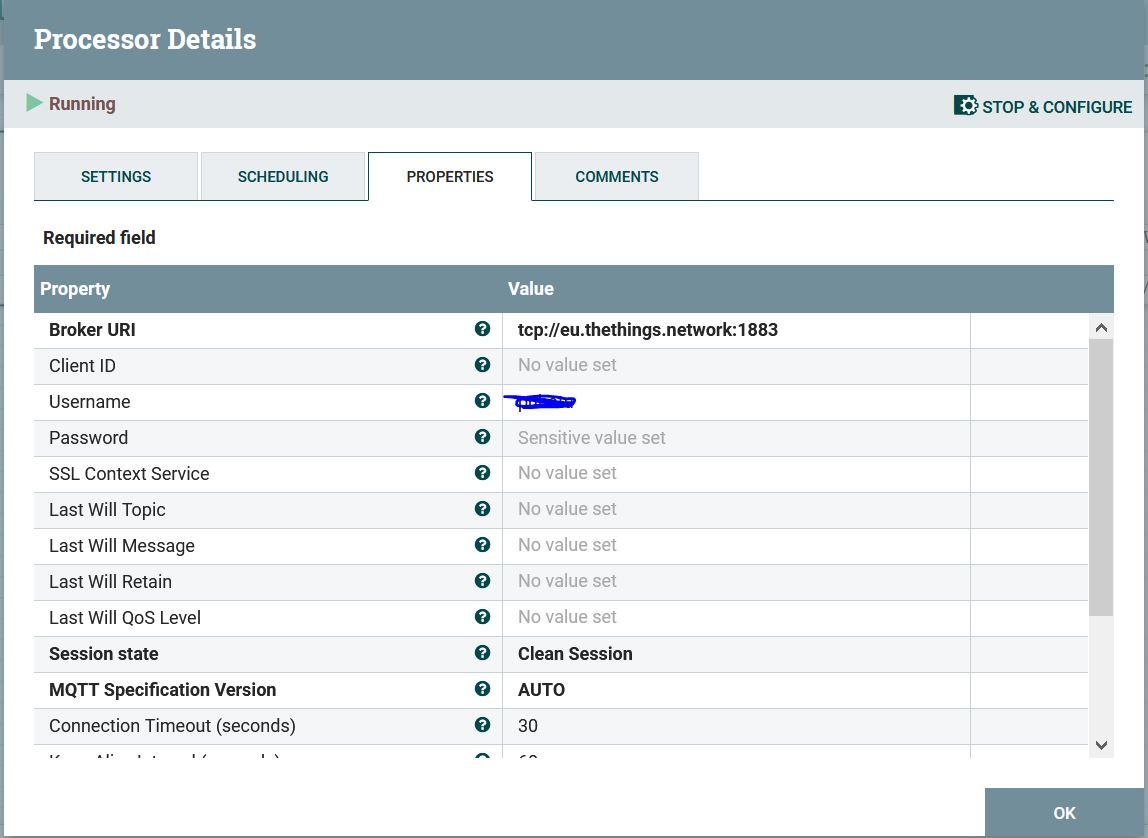 Processor Details
Running
STOP & CONFIGURE
SETTINGS
SCHEDULING
PROPERTIES
COMMENTS
Required field
Property Value
Broker URI ? tcp://eu.thethings.network:1883
Client ID ? No value set
Username ?
Password ? Sensitive value set
SSL Context Service ? No value set
Last Will Topic ? No value set
Last Will Message ? No value set
Last Will Retain ? No value set
Last Will QoS Level ? No value set
Session state ? Clean Session
MQTT Specification Version ? AUTO
Connection Timeout (seconds) ? 30
OK